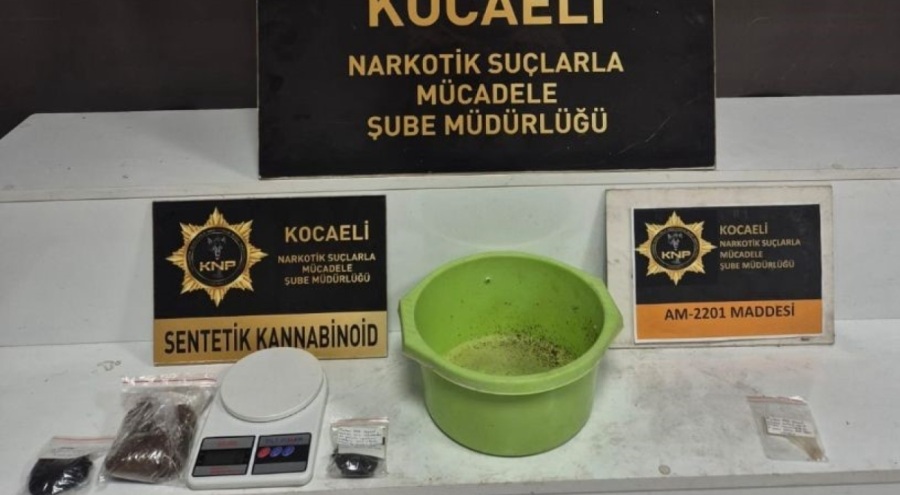 KOCAELİ
NARKOTİK SUÇLARLA
MÜCADELE
ŞUBE MÜDÜRLÜĞÜ
KNP
KOCAELİ
NARKOTİK SUÇLARLA
MÜCADELE
ŞUBE MÜDÜRLÜĞÜ
SENTETİK KANNABİNOİD
KNP
KOCAELİ
NARKOTİK SUÇLARLA
MÜCADELE
ŞUBE MÜDÜRLÜĞÜ
AM-2201 MADDESİ